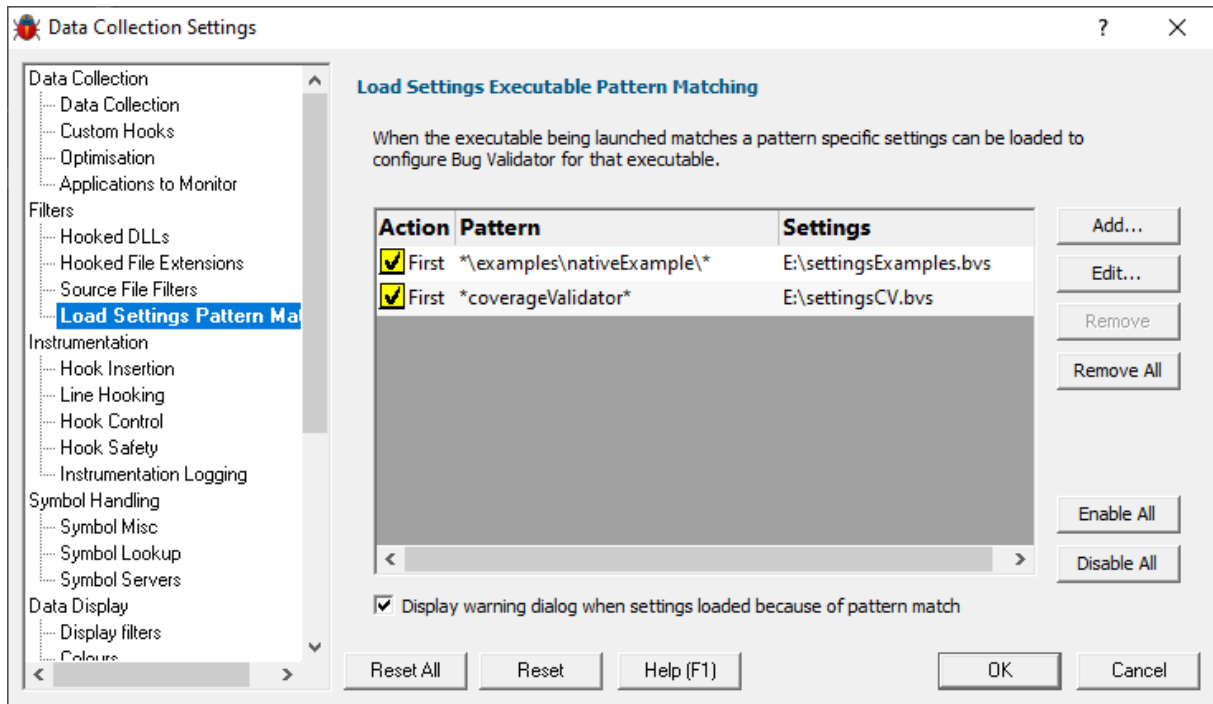 Data Collection Settings
?
Data Collection
Data Collection
Custom Hooks
Optimisation
Applications to Monitor
Filters
Hooked DLLs
Hooked File Extensions
Source File Filters
Load Settings Pattern Mat
Instrumentation
Hook Insertion
Line Hooking
Hook Control
Hook Safety
Instrumentation Logging
Symbol Handling
Symbol Misc
Symbol Lookup
Symbol Servers
Data Display
Display filters
Colours
Load Settings Executable Pattern Matching
When the executable being launched matches a pattern specific settings can be loaded to
configure Bug Validator for that executable.
Action Pattern Settings
First *\examples\nativeExample\* E:\settingsExamples.bvs
First *coverageValidator* E:\settingsCV.bvs
Add...
Edit...
Remove
Remove All
Enable All
Disable All
Display warning dialog when settings loaded because of pattern match
Reset All Reset Help (F1) OK Cancel